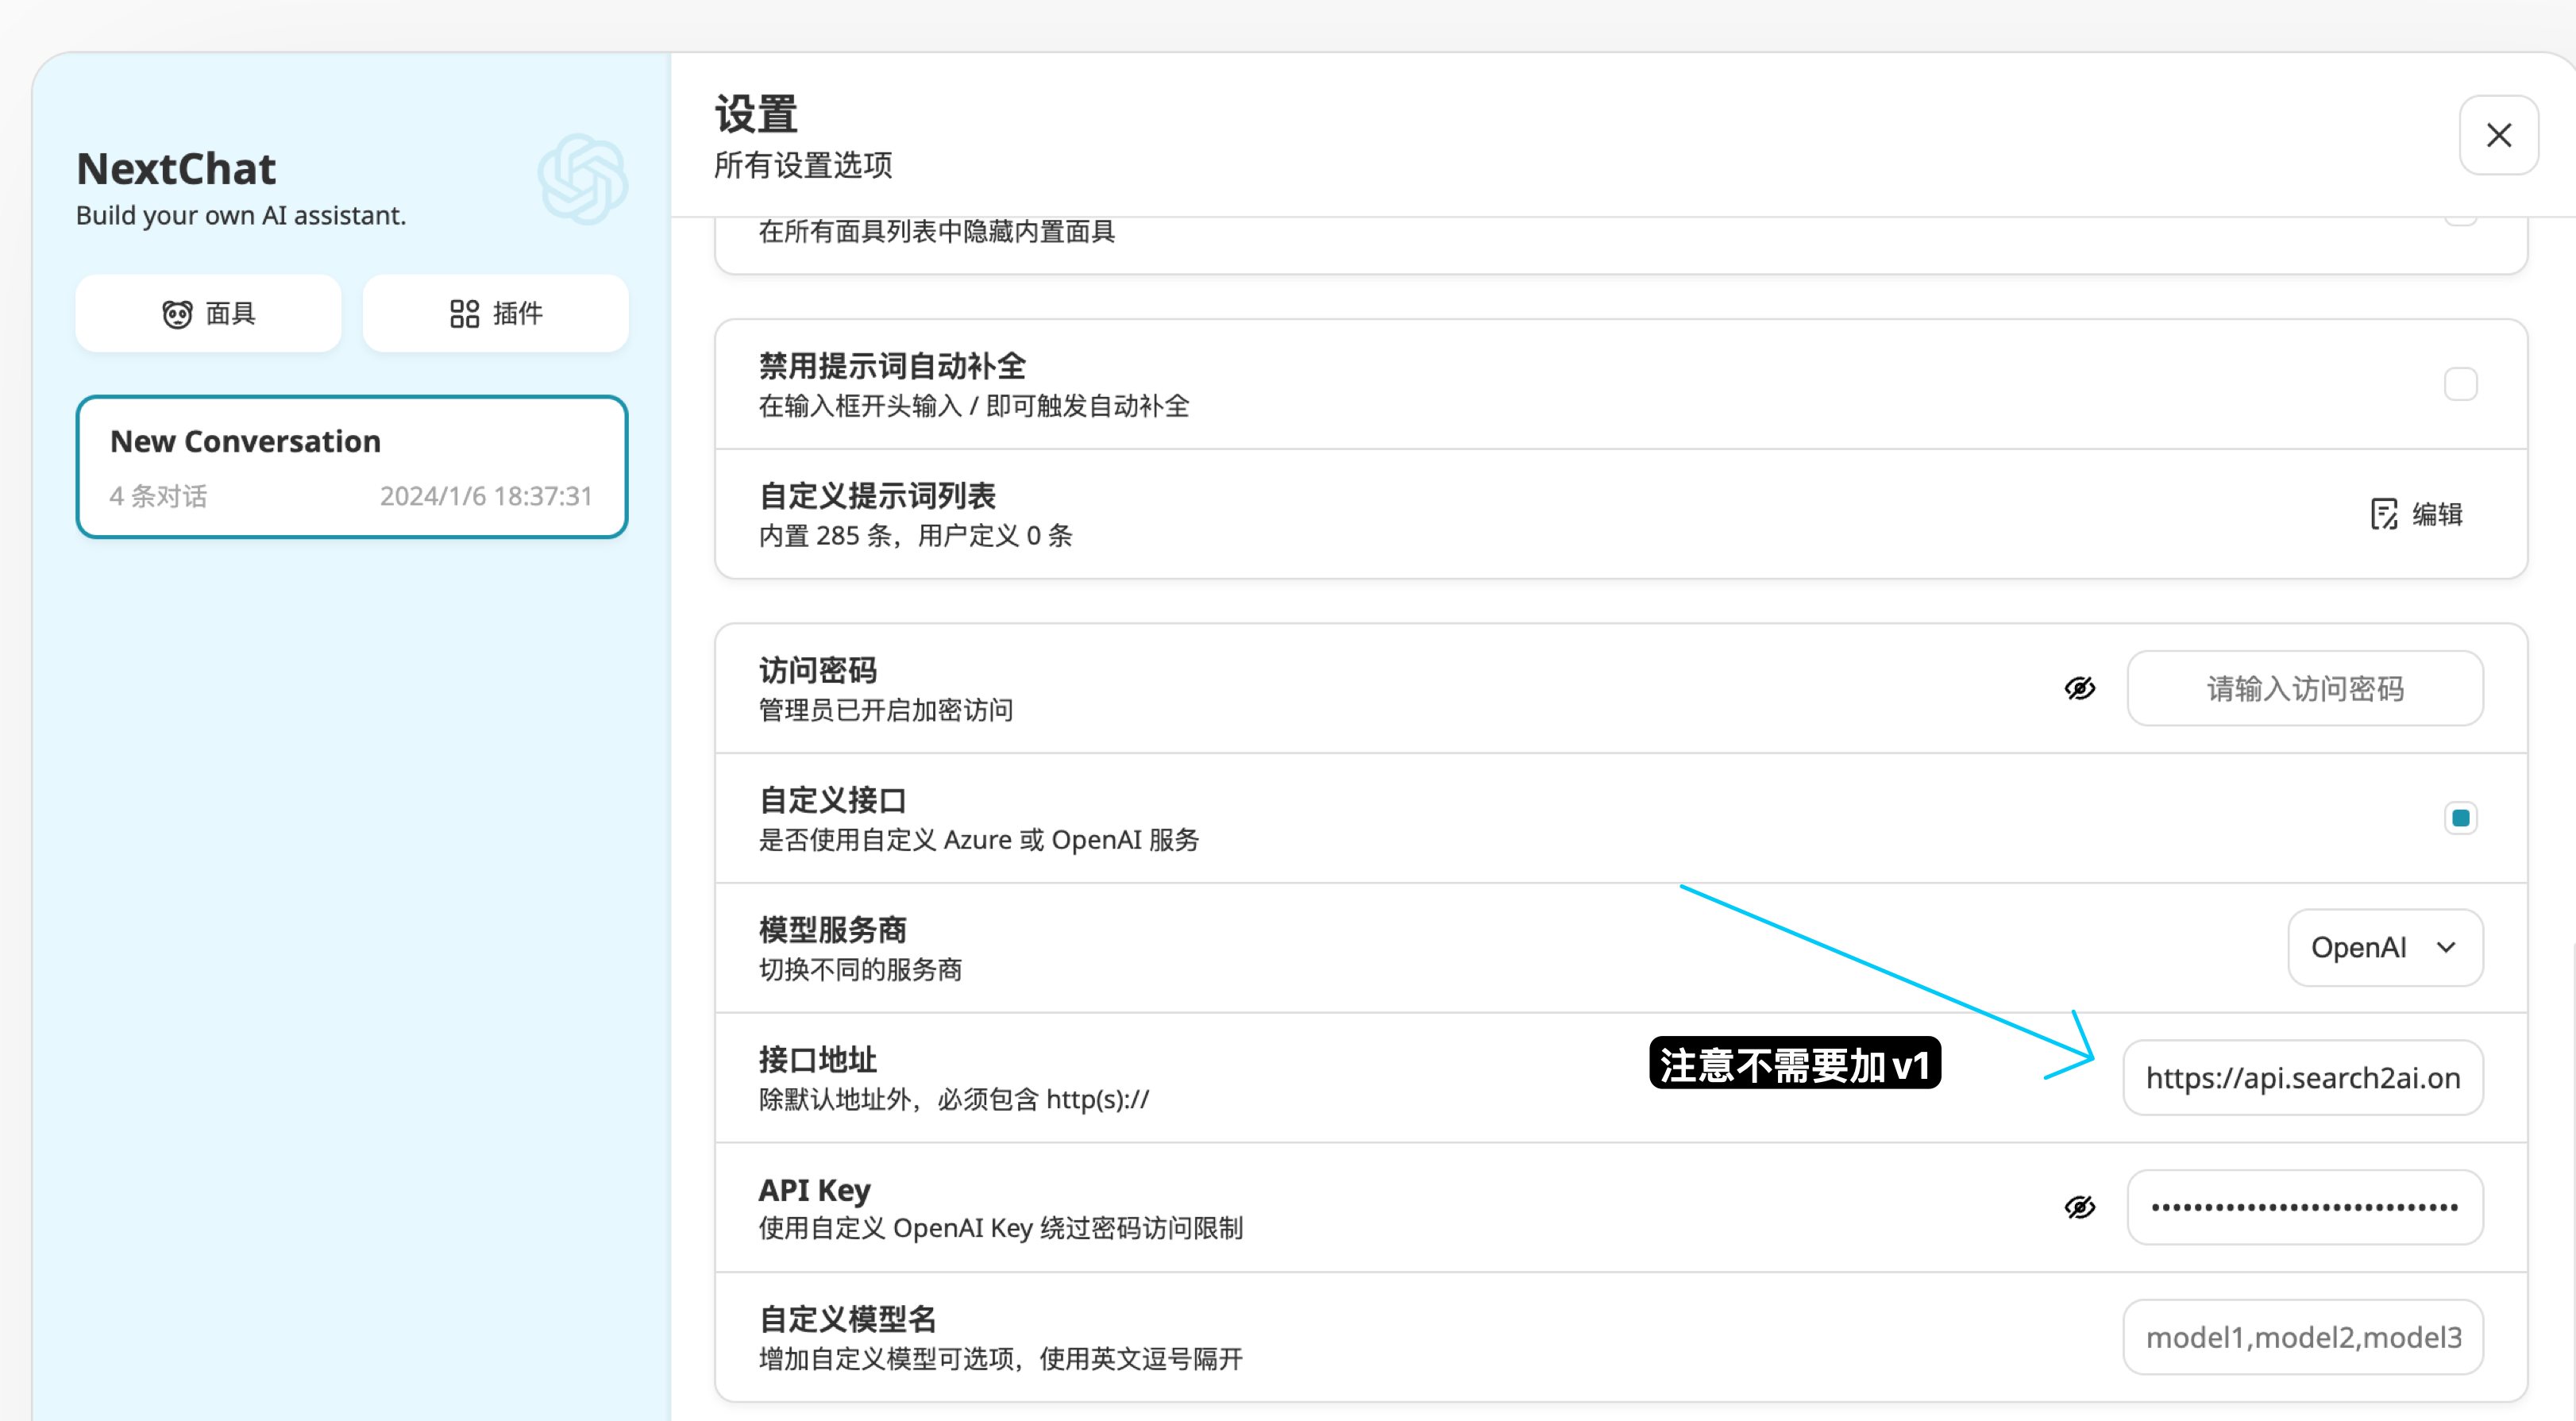 NextChat
Build your own AI assistant.
面具
插件
New Conversation
4 条对话
2024/1/6 18:37:31
设置
所有设置选项
在所有面具列表中隐藏内置面具
禁用提示词自动补全
在输入框开头输入 / 即可触发自动补全
自定义提示词列表
内置 285 条，用户定义 0 条
编辑
访问密码
管理员已开启加密访问
请输入访问密码
自定义接口
是否使用自定义 Azure 或 OpenAI 服务
模型服务商
切换不同的服务商
OpenAI
接口地址
除默认地址外，必须包含 http(s)://
注意不需要加 v1
https://api.search2ai.on
API Key
使用自定义 OpenAI Key 绕过密码访问限制
自定义模型名
增加自定义模型可选项，使用英文逗号隔开
model1,model2,model3